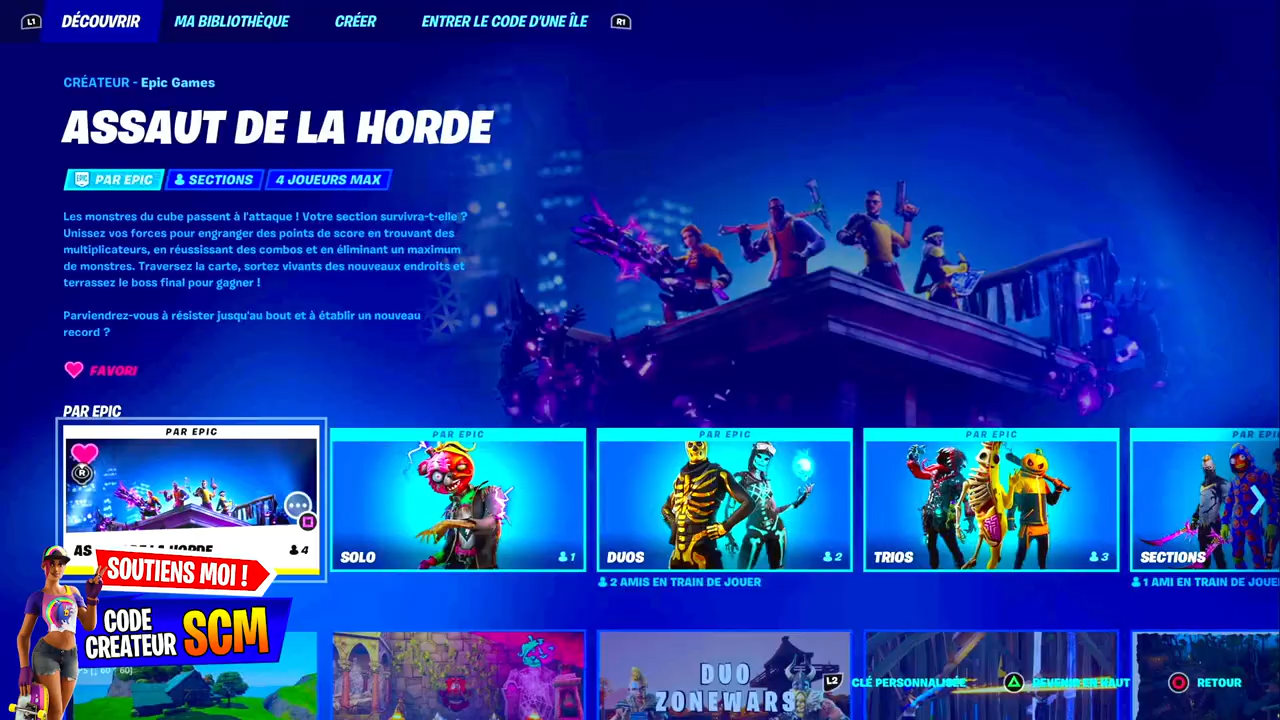 L1 DÉCOUVRIR MA BIBLIOTHÈQUE CRÉER ENTRER LE CODE D'UNE ÎLE R1
CRÉATEUR - Epic Games
ASSAUT DE LA HORDE
EPIC PAR EPIC SECTIONS 4 JOUEURS MAX
Les monstres du cube passent à l'attaque ! Votre section survivra-t-elle ?
Unissez vos forces pour engranger des points de score en trouvant des
multiplicateurs, en réussissant des combos et en éliminant un maximum
de monstres. Traversez la carte, sortez vivants des nouveaux endroits et
terrassez le boss final pour gagner !
Parviendrez-vous à résister jusqu'au bout et à établir un nouveau
record ?
FAVORI
PAR EPIC
PAR EPIC PAR EPIC PAR EPIC PAR EPIC PAR EPI
R
4
SOLO 1 DUOS 2 TRIOS 3 SECTIONS
2 AMIS EN TRAIN DE JOUER 1 AMI EN TRAIN DE JOUE
SOUTIENS MOI !
CODE
CREATEUR SCM
DUO
ZONEWARS
L2 CLÉ PERSONNALISÉE REVENIR EN HAUT RETOUR